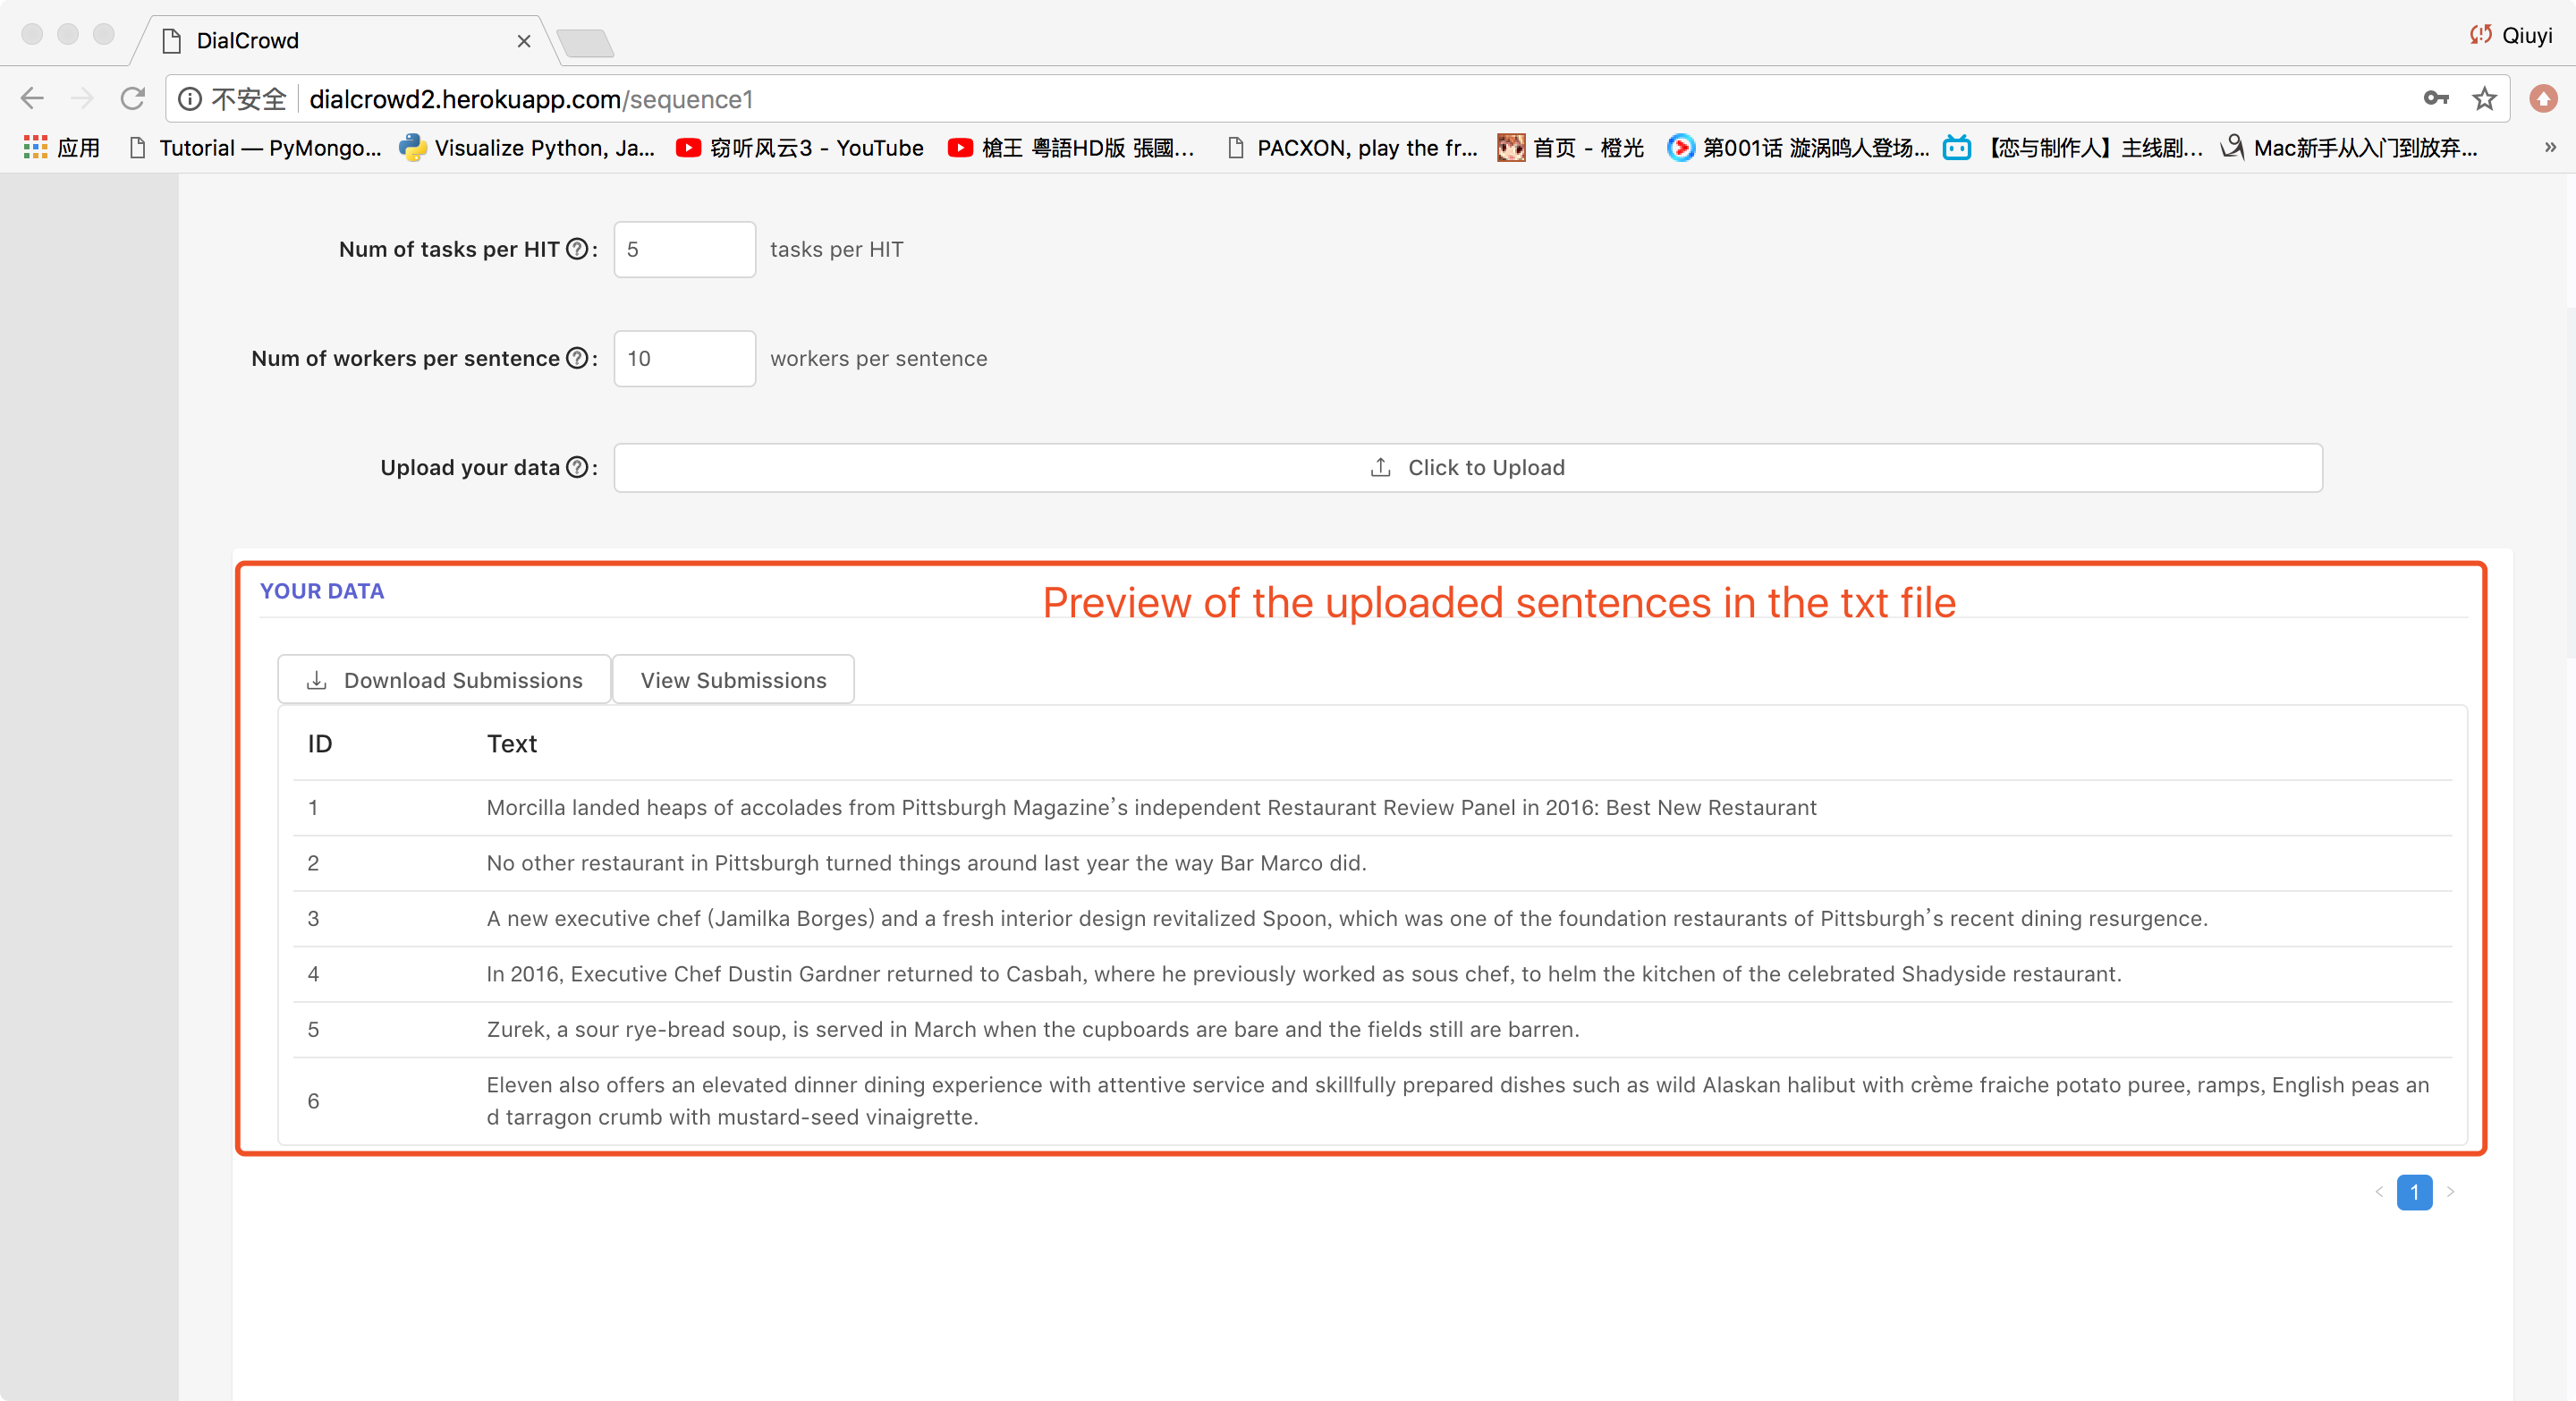 DialCrowd
Qiuyi
不安全 dialcrowd2.herokuapp.com/sequence1
应用 Tutorial — PyMongo... Visualize Python, Ja... 窃听风云3 - YouTube 槍王 粵語HD版 張國... PACXON, play the fr... 首页 - 橙光 第001话 漩涡鸣人登场... 【恋与制作人】主线剧... Mac新手从入门到放弃... »
Num of tasks per HIT ? : 5 tasks per HIT
Num of workers per sentence ? : 10 workers per sentence
Upload your data ? : Click to Upload
YOUR DATA
Preview of the uploaded sentences in the txt file
Download Submissions View Submissions
ID Text
1 Morcilla landed heaps of accolades from Pittsburgh Magazine’s independent Restaurant Review Panel in 2016: Best New Restaurant
2 No other restaurant in Pittsburgh turned things around last year the way Bar Marco did.
3 A new executive chef (Jamilka Borges) and a fresh interior design revitalized Spoon, which was one of the foundation restaurants of Pittsburgh’s recent dining resurgence.
4 In 2016, Executive Chef Dustin Gardner returned to Casbah, where he previously worked as sous chef, to helm the kitchen of the celebrated Shadyside restaurant.
5 Zurek, a sour rye-bread soup, is served in March when the cupboards are bare and the fields still are barren.
6 Eleven also offers an elevated dinner dining experience with attentive service and skillfully prepared dishes such as wild Alaskan halibut with crème fraiche potato puree, ramps, English peas an
d tarragon crumb with mustard-seed vinaigrette.
< 1 >